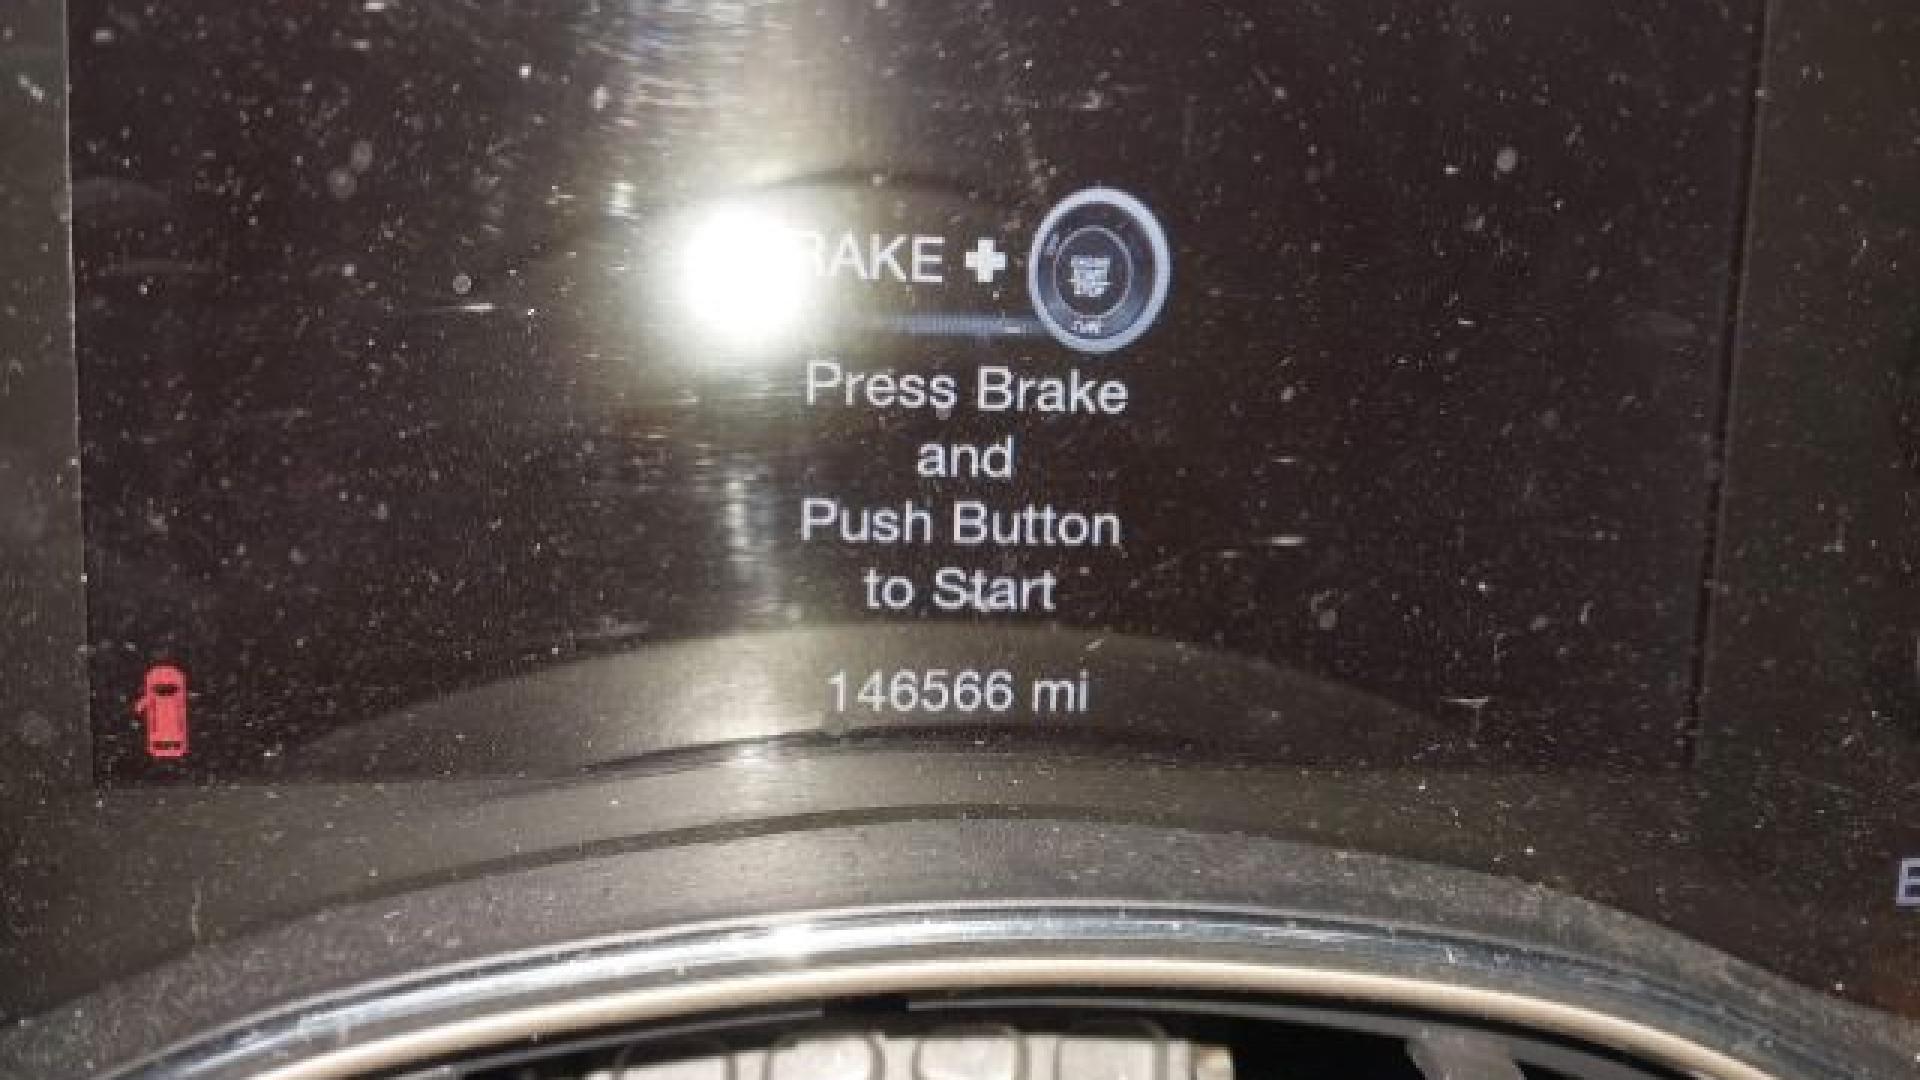 RAKE +
Press Brake
and
Push Button
to Start
146566 mi
E